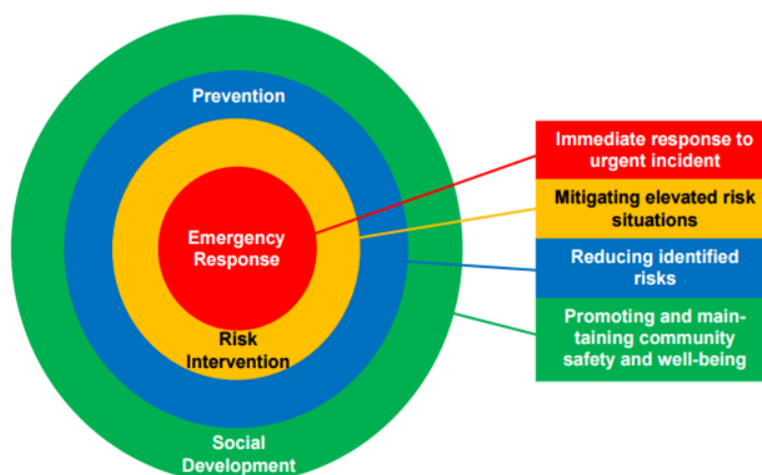 Prevention
Emergency
Response
Risk
Intervention
Social
Development
Immediate response to
urgent incident
Mitigating elevated risk
situations
Reducing identified
risks
Promoting and main-
taining community
safety and well-being